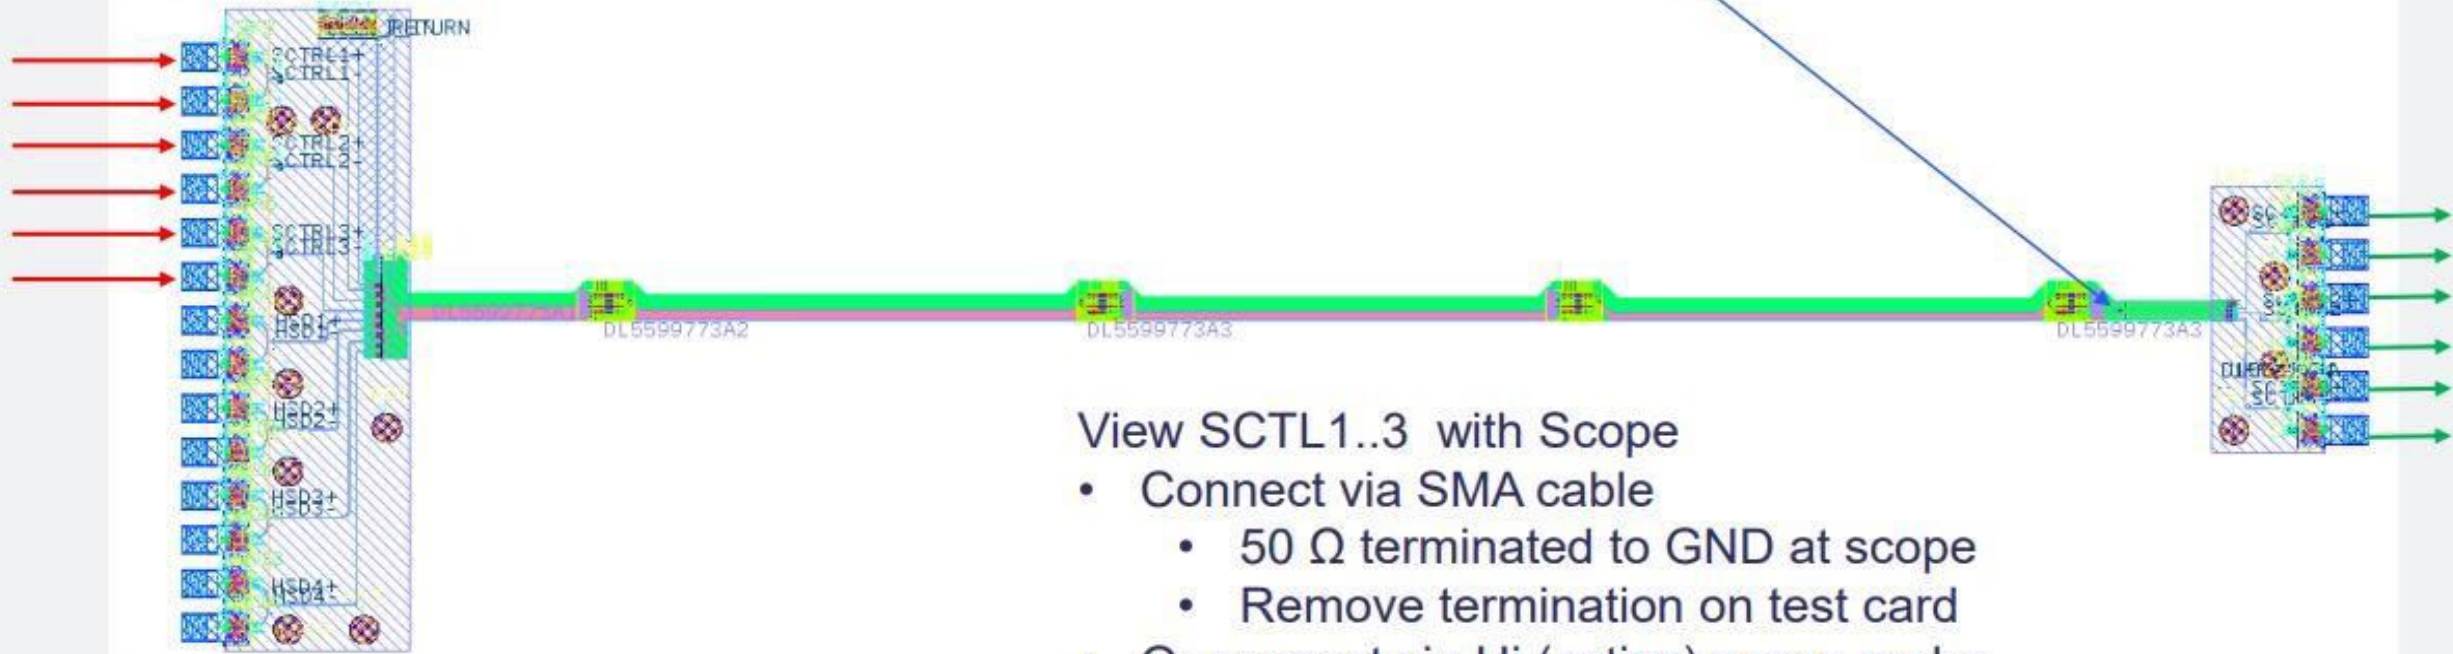 RETURN
SCTRL1+
SCTRL1-
SCTRL2+
SCTRL2-
SCTRL3+
SCTRL3-
HSD1+
HSD1-
HSD2+
HSD2-
HSD3+
HSD3-
HSD4+
HSD4-
DL5599773A2
DL5599773A3
DL5599773A3
View SCTL1..3 with Scope
• Connect via SMA cable
• 50 Ω terminated to GND at scope
• Remove termination on test card